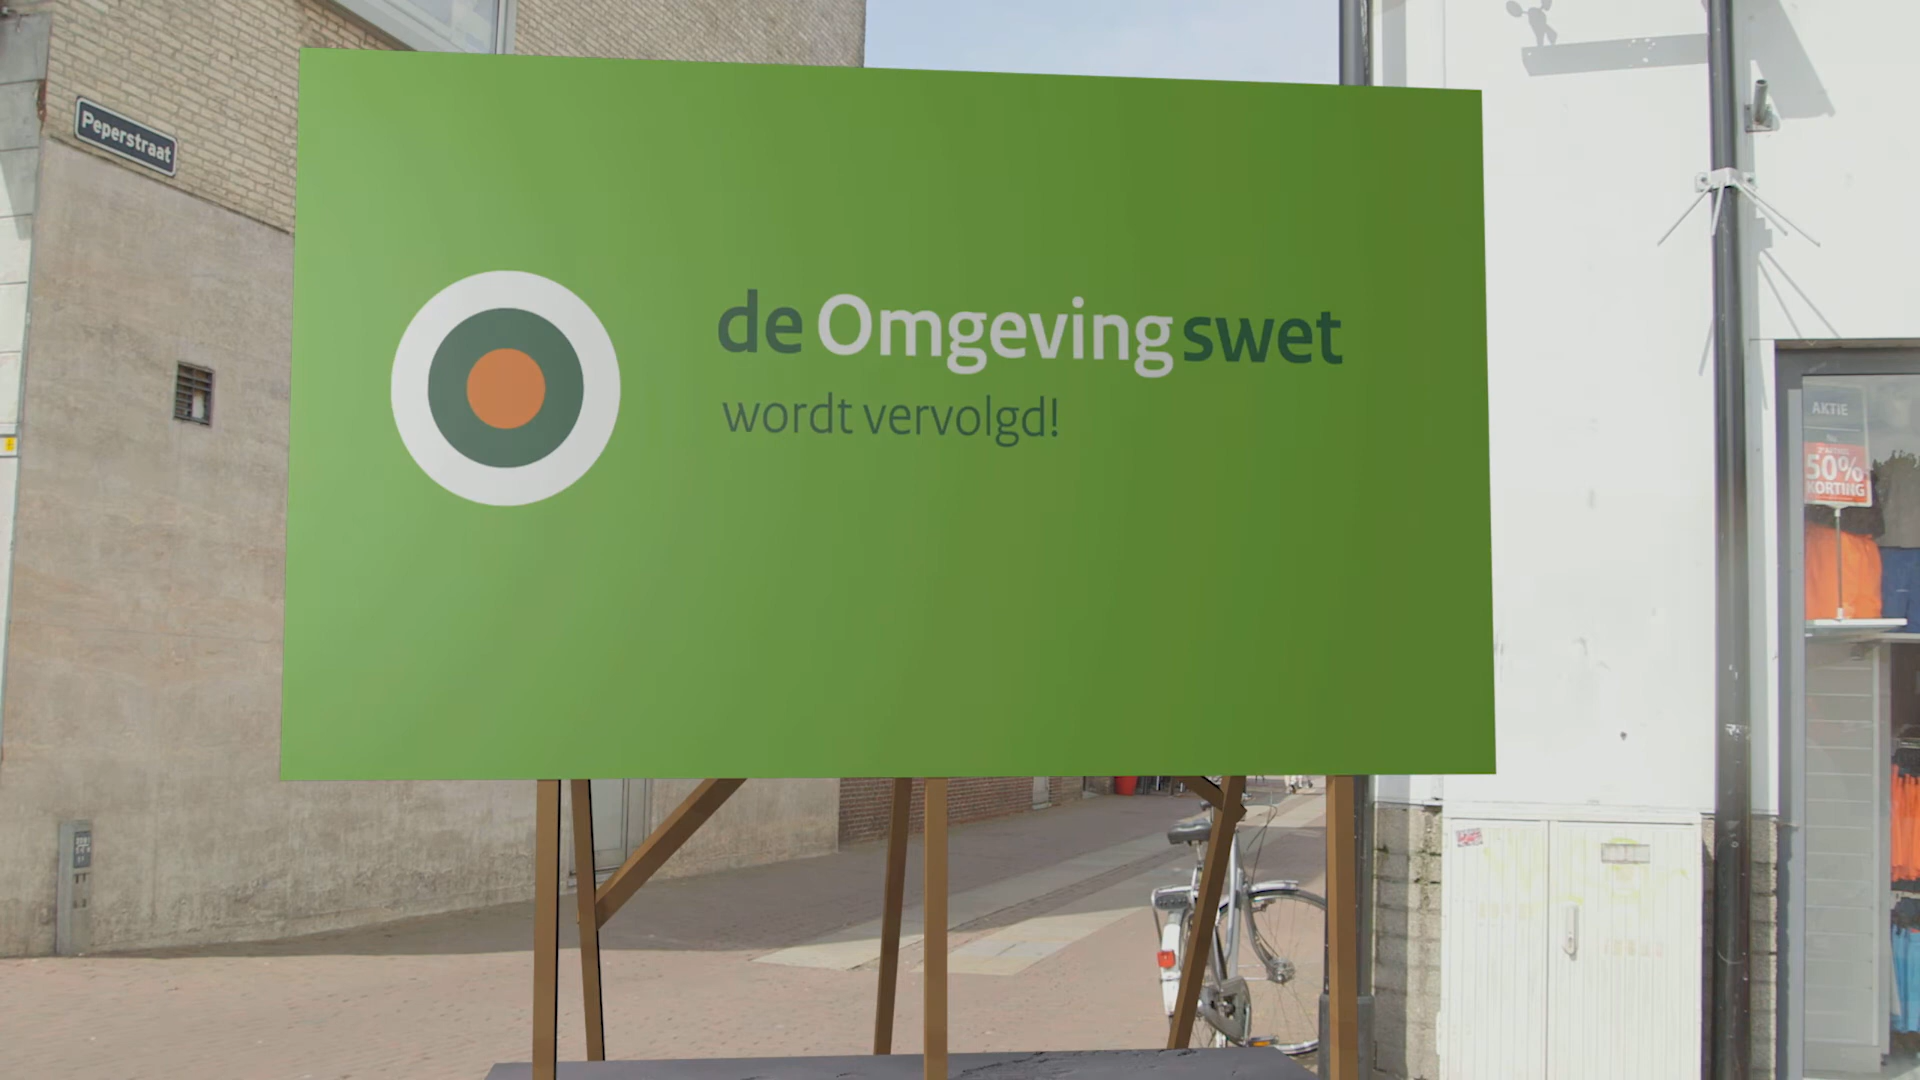 Peperstraat
de Omgevingswet
wordt vervolgd!
AKTIE
50%
KORTING